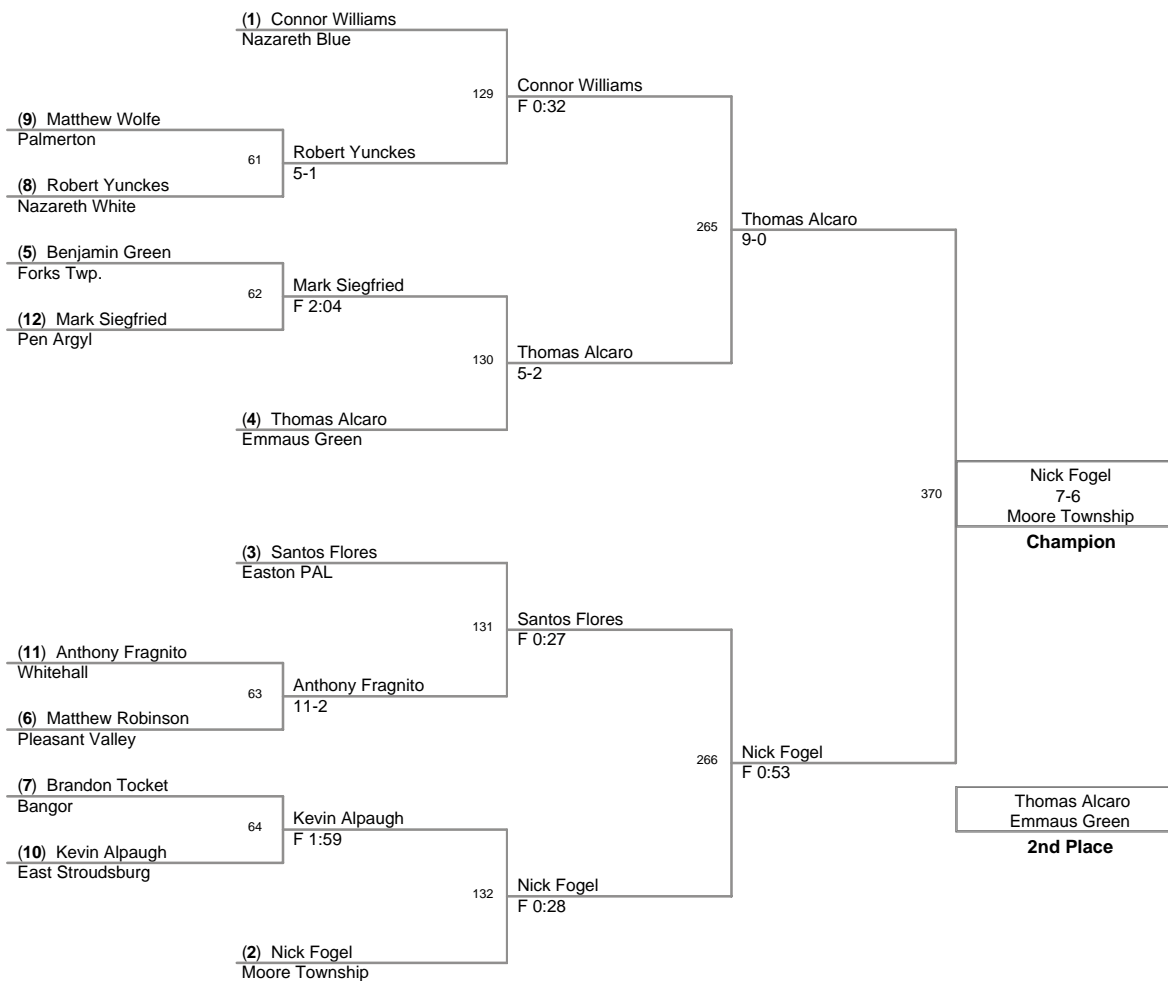 (1) Connor Williams
Nazareth Blue
129
Connor Williams
F 0:32
(9) Matthew Wolfe
Palmerton
61
Robert Yunckes
5-1
(8) Robert Yunckes
Nazareth White
265
Thomas Alcaro
9-0
(5) Benjamin Green
Forks Twp.
62
Mark Siegfried
F 2:04
(12) Mark Siegfried
Pen Argyl
130
Thomas Alcaro
5-2
(4) Thomas Alcaro
Emmaus Green
370
Nick Fogel
7-6
Moore Township
Champion
(3) Santos Flores
Easton PAL
131
Santos Flores
F 0:27
(11) Anthony Fragnito
Whitehall
63
Anthony Fragnito
11-2
(6) Matthew Robinson
Pleasant Valley
266
Nick Fogel
F 0:53
(7) Brandon Tocket
Bangor
64
Kevin Alpaugh
F 1:59
(10) Kevin Alpaugh
East Stroudsburg
132
Nick Fogel
F 0:28
(2) Nick Fogel
Moore Township
Thomas Alcaro
Emmaus Green
2nd Place